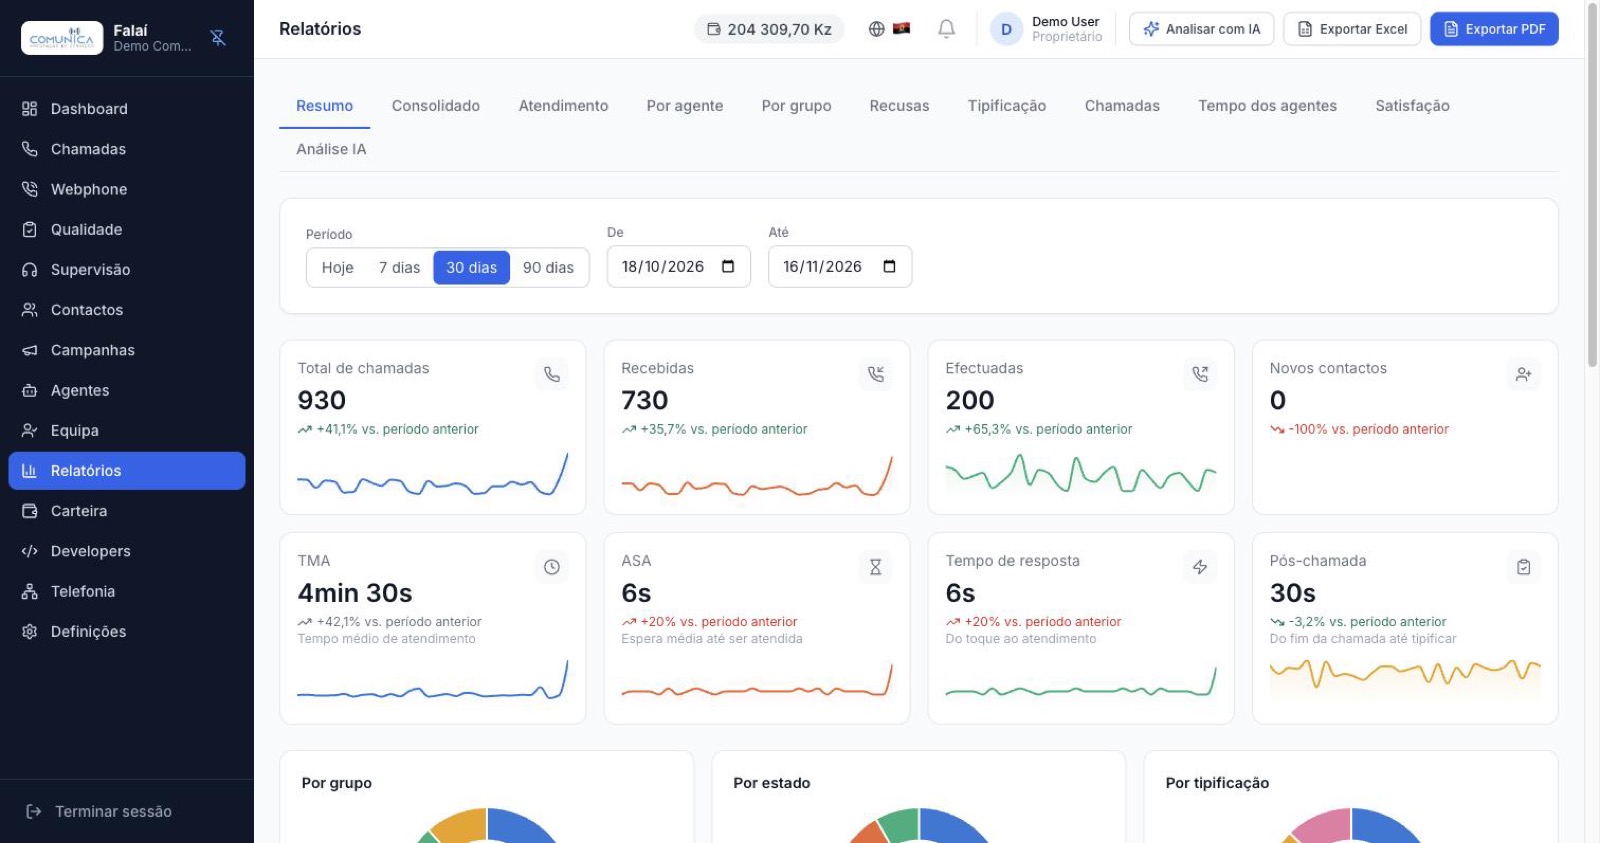 COMUNICA
Falaí
Demo Com...
Dashboard
Chamadas
Webphone
Qualidade
Supervisão
Contactos
Campanhas
Agentes
Equipa
Relatórios
Carteira
Developers
Telefonia
Definições
Terminar sessão
Relatórios
204 309,70 Kz
D
Demo User
Proprietário
Analisar com IA
Exportar Excel
Exportar PDF
Resumo
Consolidado
Atendimento
Por agente
Por grupo
Recusas
Tipificação
Chamadas
Tempo dos agentes
Satisfação
Análise IA
Período
Hoje
7 dias
30 dias
90 dias
De
18/10/2026
Até
16/11/2026
Total de chamadas
930
+41,1% vs. período anterior
Recebidas
730
+35,7% vs. período anterior
Efectuadas
200
+65,3% vs. período anterior
Novos contactos
0
-100% vs. período anterior
TMA
4min 30s
+42,1% vs. período anterior
Tempo médio de atendimento
ASA
6s
+20% vs. período anterior
Espera média até ser atendida
Tempo de resposta
6s
+20% vs. período anterior
Do toque ao atendimento
Pós-chamada
30s
-3,2% vs. período anterior
Do fim da chamada até tipificar
Por grupo
Por estado
Por tipificação